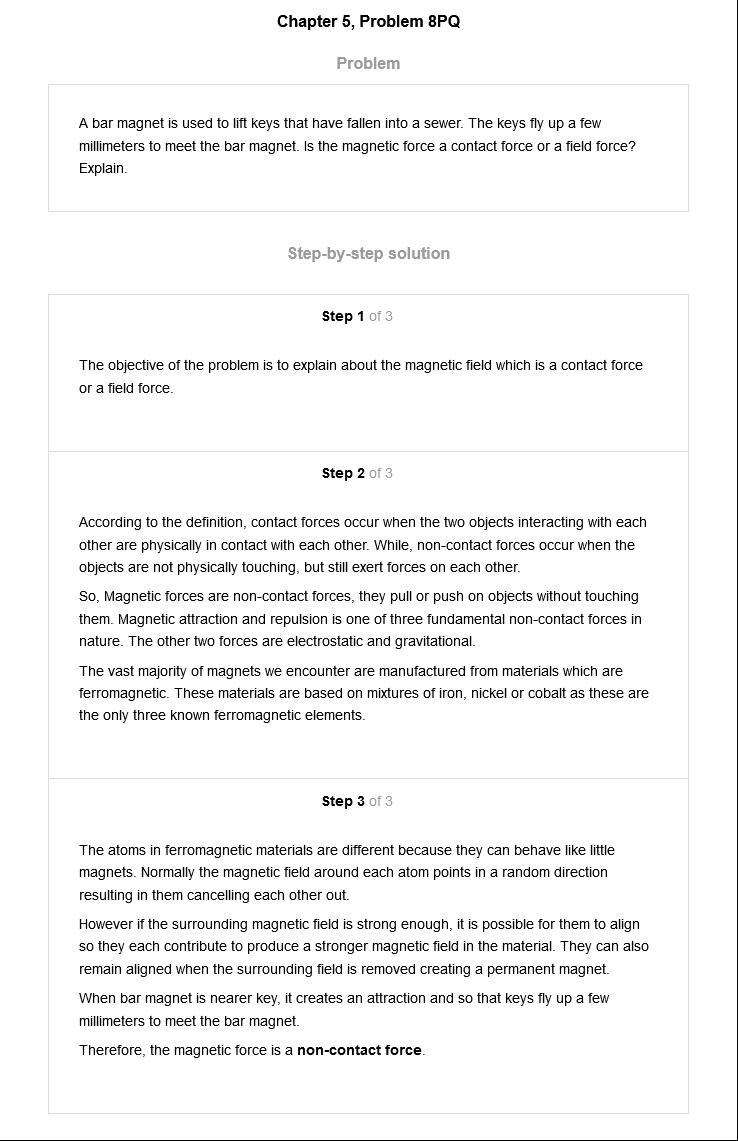 Chapter 5, Problem 8PQ
Problem
A bar magnet is used to lift keys that have fallen into a sewer. The keys fly up a few
millimeters to meet the bar magnet. Is the magnetic force a contact force or a field force?
Explain.
Step-by-step solution
Step 1 of 3
The objective of the problem is to explain about the magnetic field which is a contact force
or a field force.
Step 2 of 3
According to the definition, contact forces occur when the two objects interacting with each
other are physically in contact with each other. While, non-contact forces occur when the
objects are not physically touching, but still exert forces on each other.
So, Magnetic forces are non-contact forces, they pull or push on objects without touching
them. Magnetic attraction and repulsion is one of three fundamental non-contact forces in
nature. The other two forces are electrostatic and gravitational.
The vast majority of magnets we encounter are manufactured from materials which are
ferromagnetic. These materials are based on mixtures of iron, nickel or cobalt as these are
the only three known ferromagnetic elements.
Step 3 of 3
The atoms in ferromagnetic materials are different because they can behave like little
magnets. Normally the magnetic field around each atom points in a random direction
resulting in them cancelling each other out.
However if the surrounding magnetic field is strong enough, it is possible for them to align
so they each contribute to produce a stronger magnetic field in the material. They can also
remain aligned when the surrounding field is removed creating a permanent magnet.
When bar magnet is nearer key, it creates an attraction and so that keys fly up a few
millimeters to meet the bar magnet.
Therefore, the magnetic force is a non-contact force.